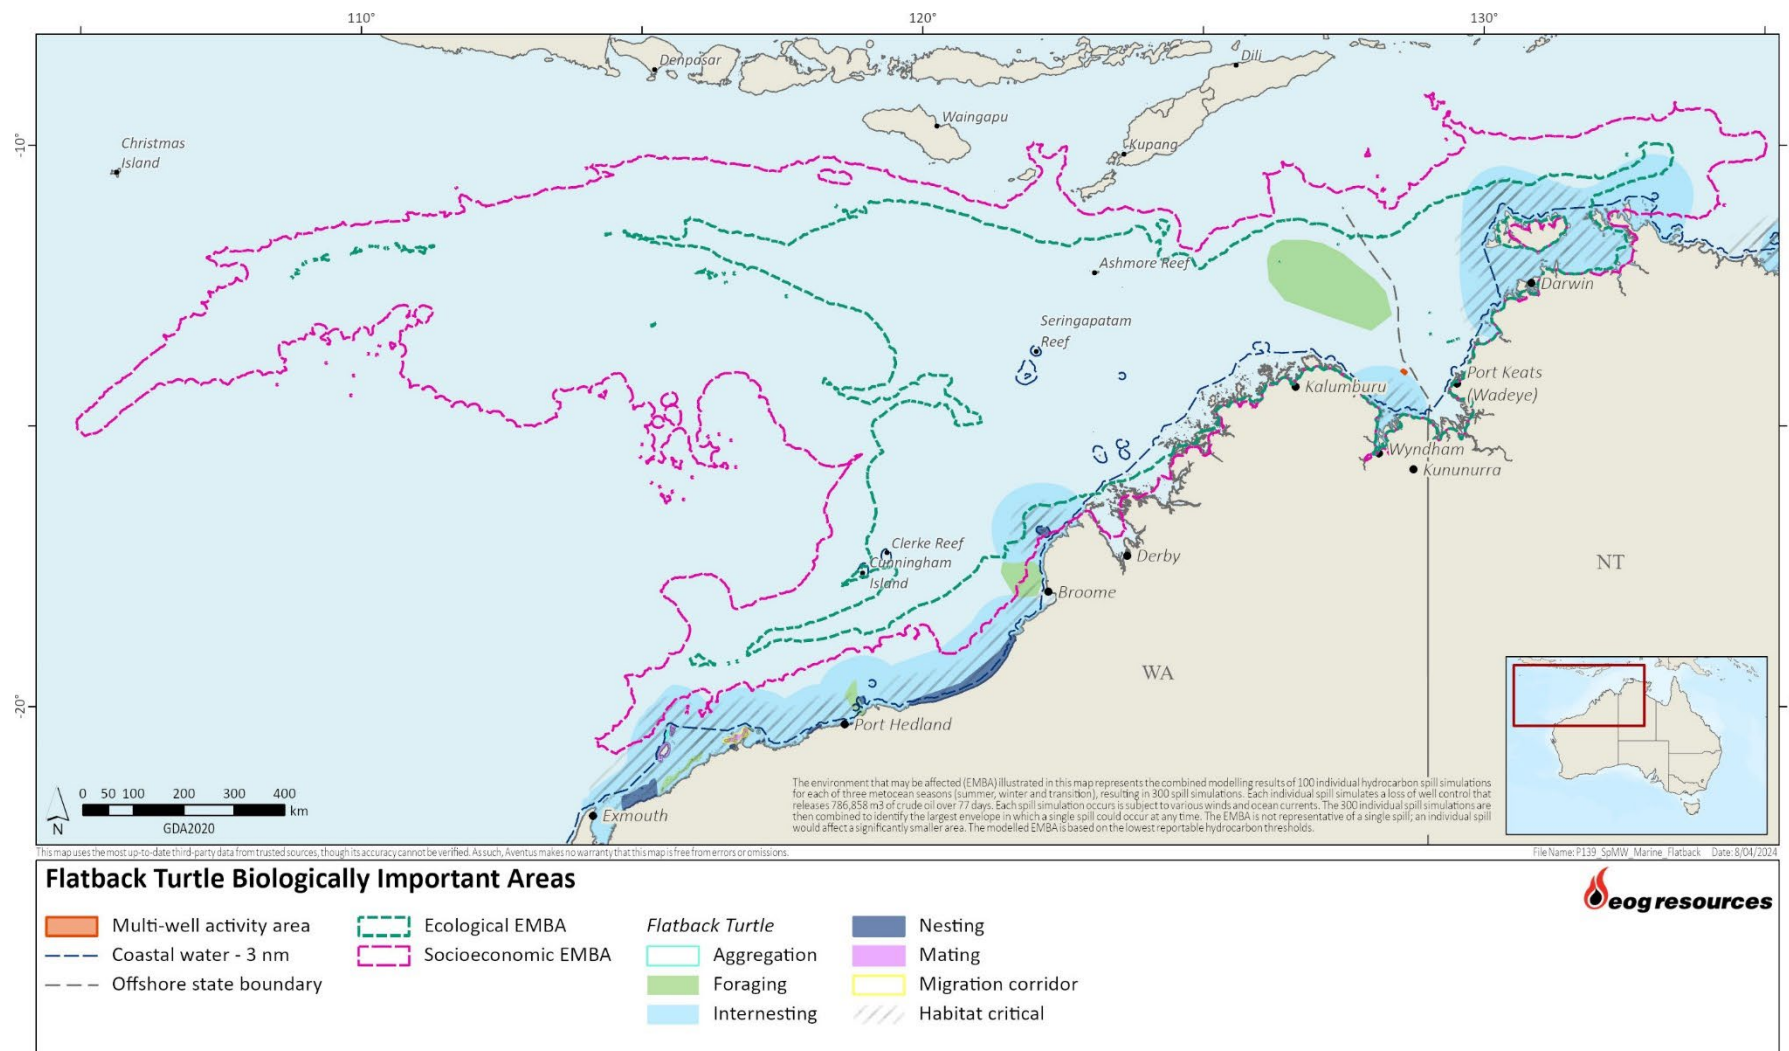 110°
120°
130°
Denpasar
Dili
Waingapu
-10°
Christmas
Island
Kupang
Ashmore Reef
Darwin
Seringapatam
Reef
Port Keats
(Wadeye)
Kalumburu
Wyndham
Kununurra
Clerke Reef
Cunningham
Island
Derby
NT
Broome
WA
-20°
Port Hedland
0 50 100 200 300 400
km
N
GDA2020
Exmouth
The environment that may be affected (EMBA) illustrated in this map represents the combined modelling results of 100 individual hydrocarbon spill simulations
for each of three metocean seasons (summer, winter and transition), resulting in 300 spill simulations. Each individual spill simulates a loss of well control that
releases 786,858 m3 of crude oil over 77 days. Each spill simulation occurs is subject to various winds and ocean currents. The 300 individual spill simulations are
then combined to identify the largest envelope in which a single spill could occur at any time. The EMBA is not representative of a single spill; an individual spill
would affect a significantly smaller area. The modelled EMBA is based on the lowest reportable hydrocarbon thresholds.
This map uses the most up-to-date third-party data from trusted sources, though its accuracy cannot be verified. As such, Aventus makes no warranty that this map is free from errors or omissions.
File Name: P139_SpMW_Marine_Flatback Date: 8/04/2024
Flatback Turtle Biologically Important Areas
eog resources
Multi-well activity area
Coastal water - 3 nm
Offshore state boundary
Ecological EMBA
Socioeconomic EMBA
Flatback Turtle
Aggregation
Foraging
Internesting
Nesting
Mating
Migration corridor
Habitat critical